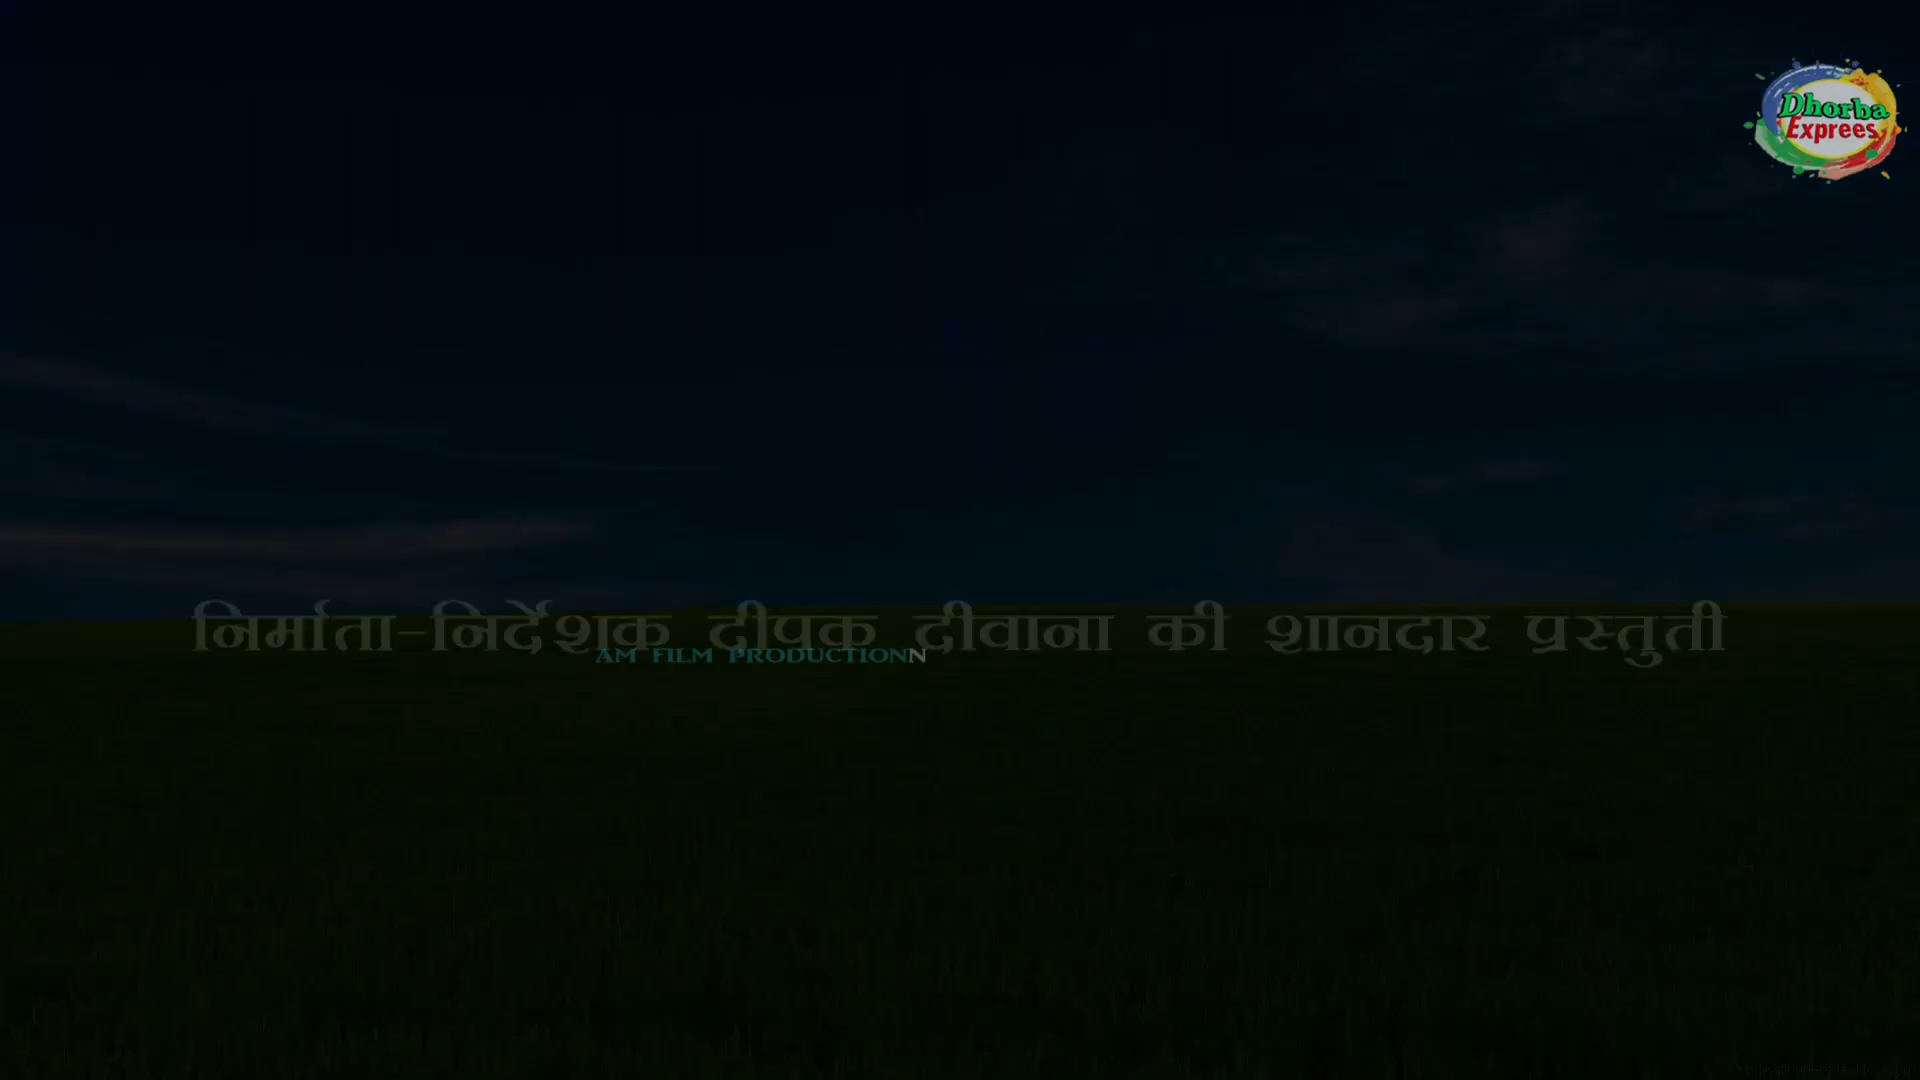 Dhorba
Exprees
निर्माता-निर्देशक दीपक दीवाना की शानदार प्रस्तुती
AM FILM PRODUCTIONN